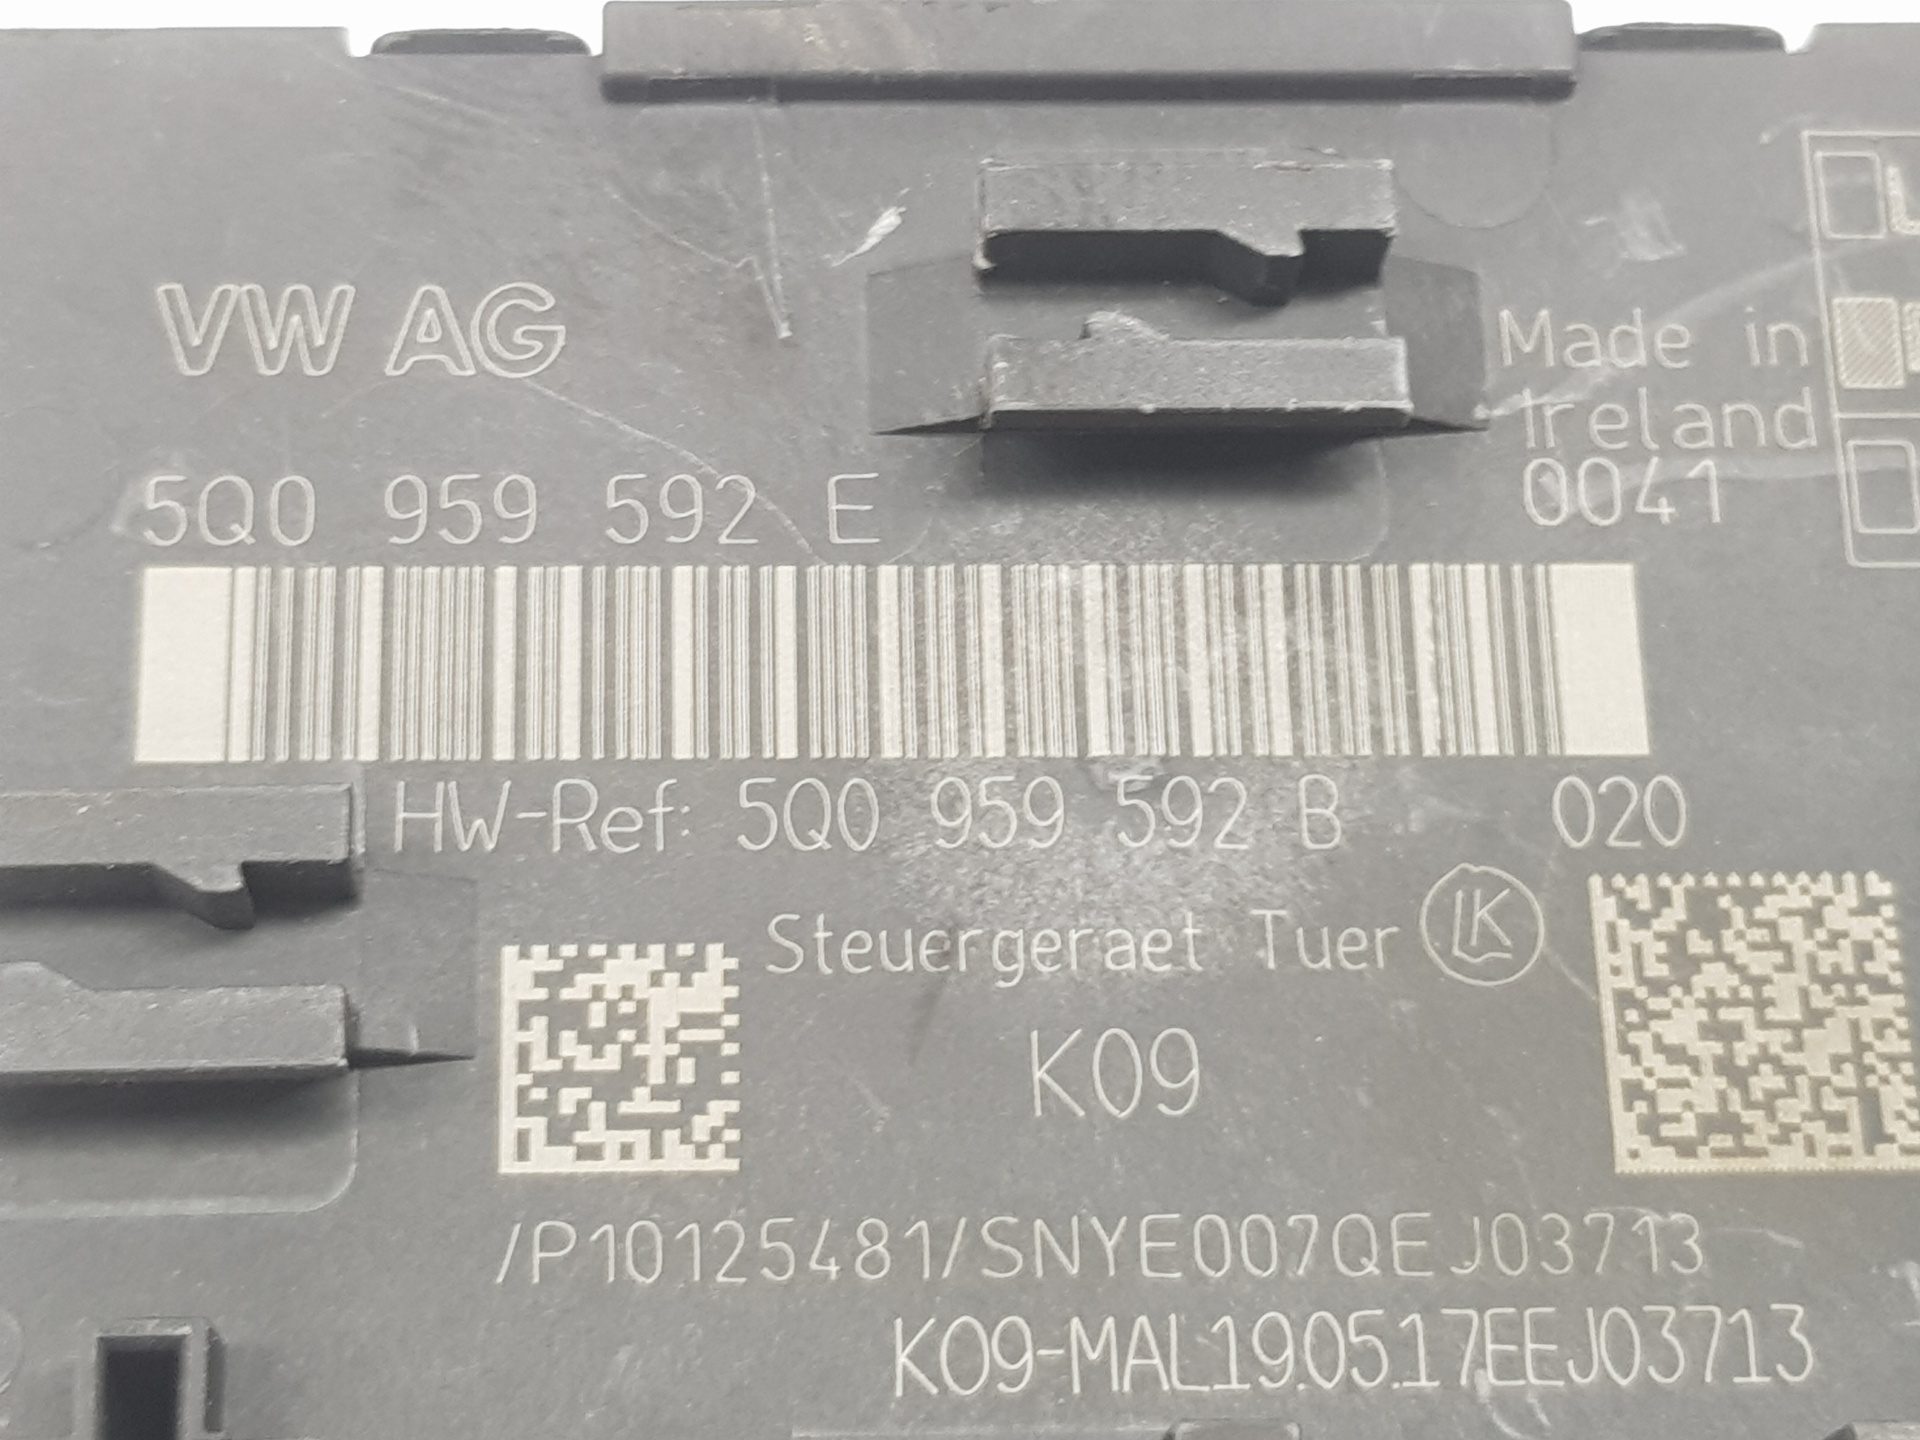 VW AG
Made in
Ireland
0041
5Q0 959 592 E
HW-Ref: 5Q0 959 592 B 020
Steuergeraet Tuer LK
K09
/P10125481/SNYE007QEJ03713
K09-MAL19.05.17EEJ03713